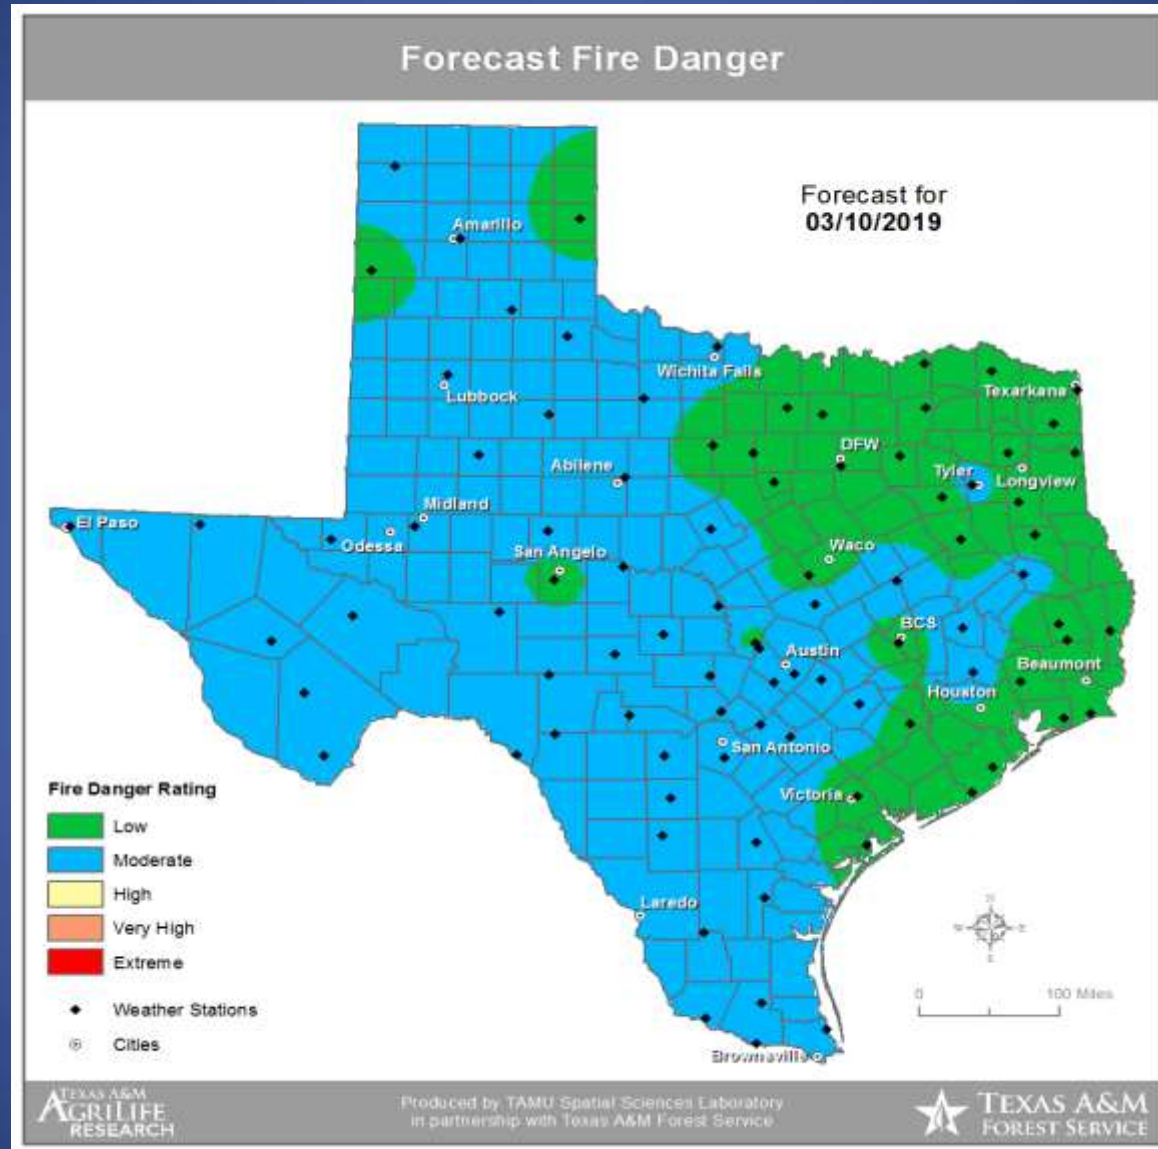 Forecast Fire Danger
Forecast for
03/10/2019
Amarillo
Wichita Falls
Lubbock
Texarkana
DFW
Abilene
Tyler
Longview
Midland
El Paso
Odessa
San Angelo
Waco
BCS
Austin
Beaumont
Houston
San Antonio
Victoria
Laredo
Brownsville
Fire Danger Rating
Low
Moderate
High
Very High
Extreme
Weather Stations
Cities
N
W
E
S
0 100 Miles
TEXAS A&M
AGRILIFE
RESEARCH
Produced by TAMU Spatial Sciences Laboratory
in partnership with Texas A&M Forest Service
TEXAS A&M
FOREST SERVICE